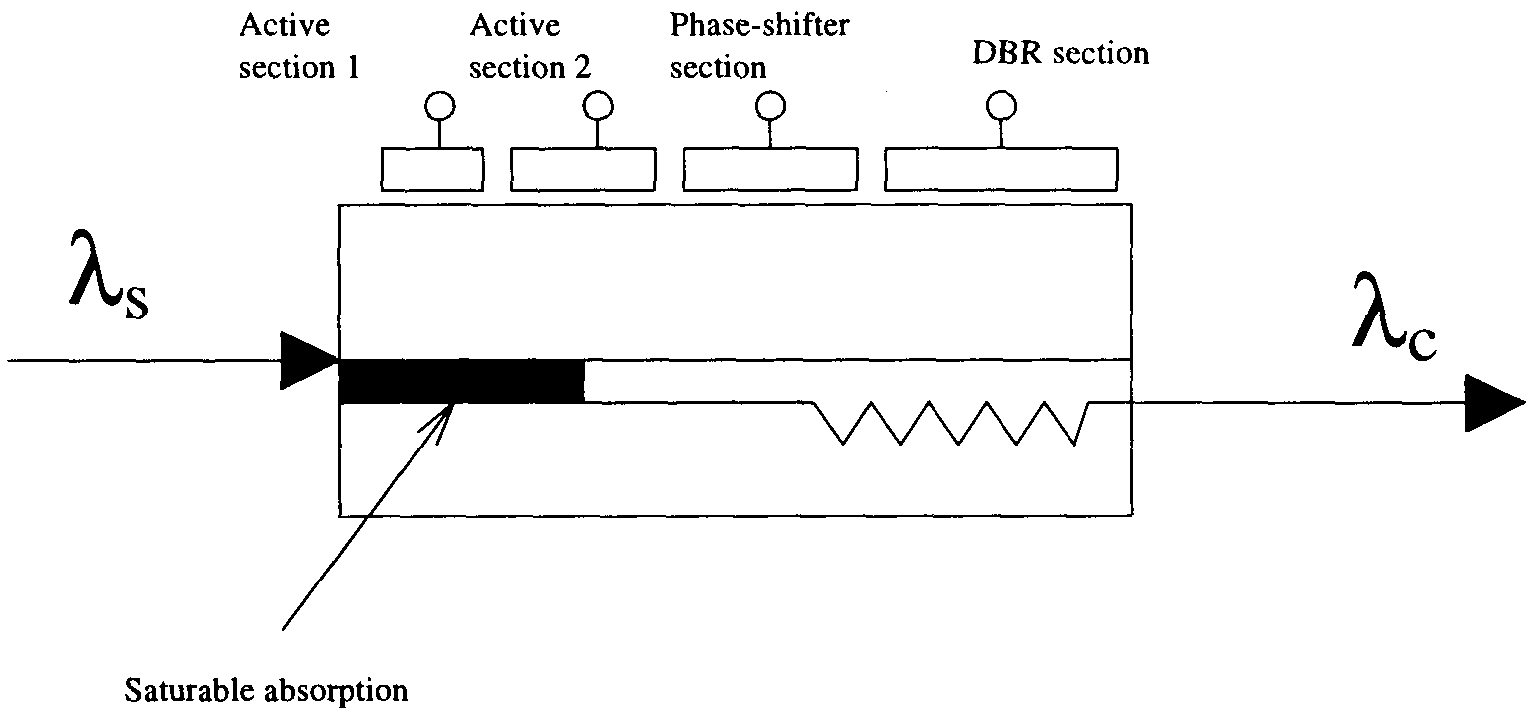 Active
section 1
Active
section 2
Phase-shifter
section
DBR section
λs
λc
Saturable absorption